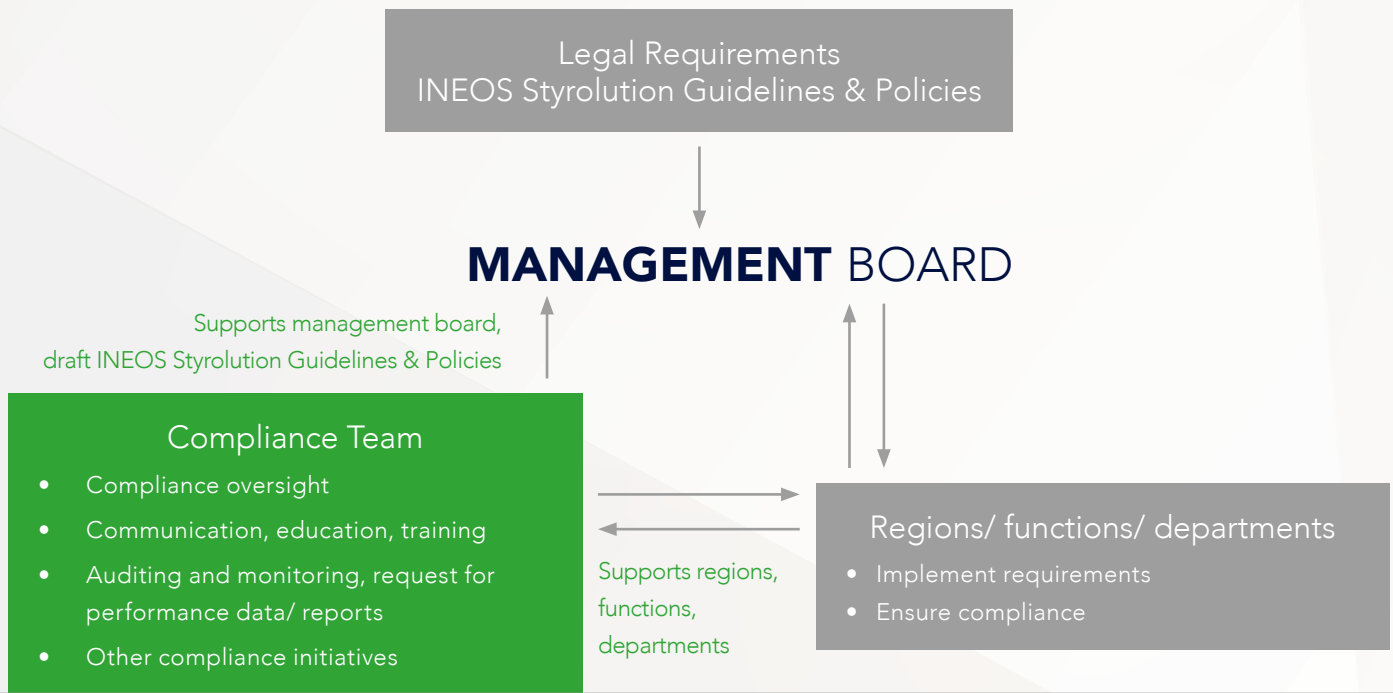 Legal Requirements
INEOS Styrolution Guidelines & Policies
MANAGEMENT BOARD
Supports management board,
draft INEOS Styrolution Guidelines & Policies
Compliance Team
• Compliance oversight
• Communication, education, training
• Auditing and monitoring, request for
performance data/ reports
• Other compliance initiatives
Supports regions,
functions,
departments
Regions/ functions/ departments
• Implement requirements
• Ensure compliance